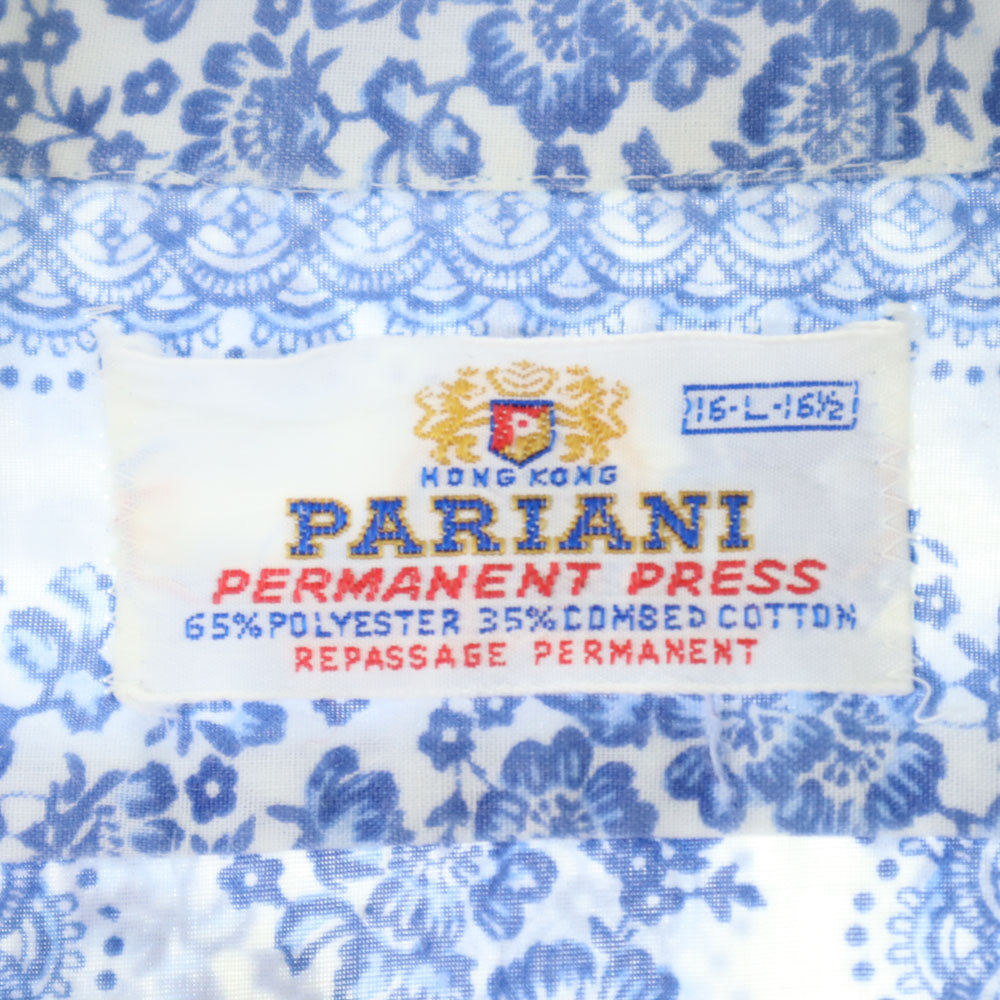 16-L-16½
P
HONG KONG
PARIANI
PERMANENT PRESS
65% POLYESTER 35% COMBED COTTON
REPASSAGE PERMANENT